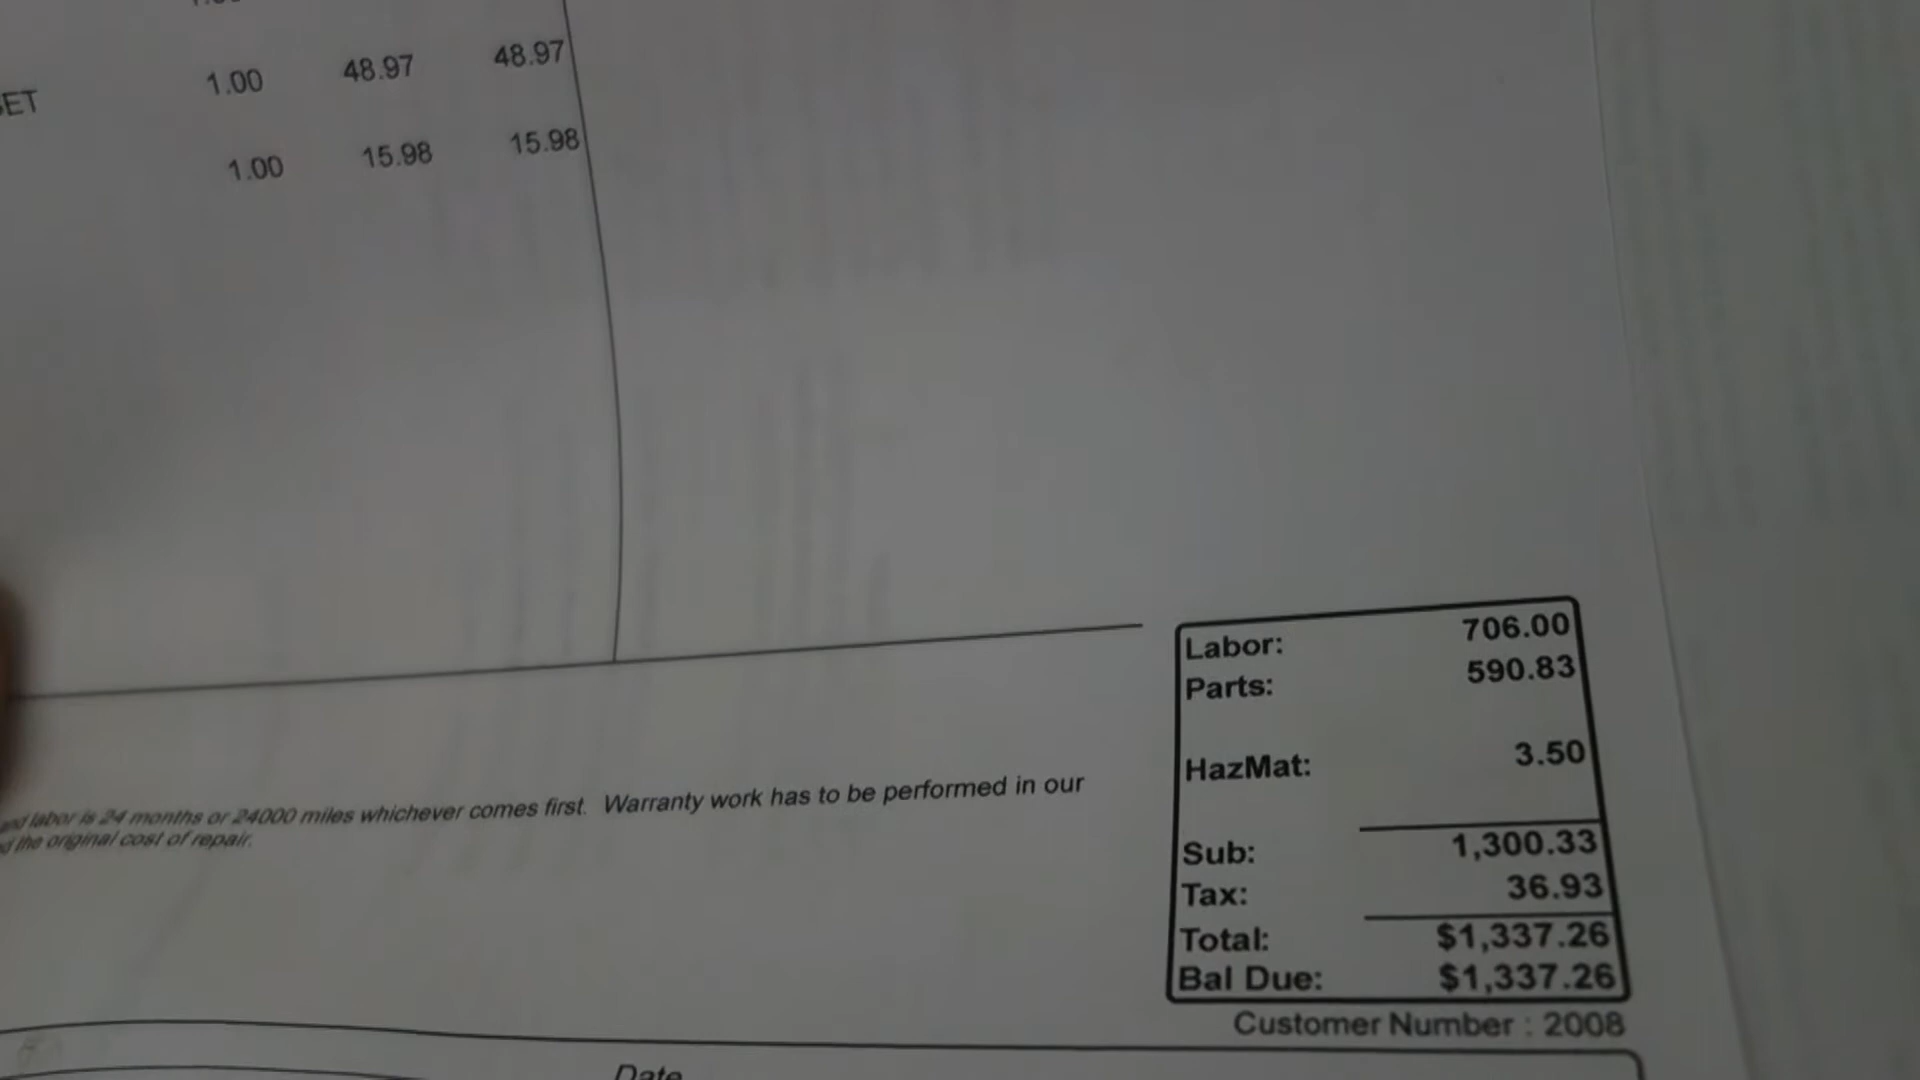 1.00 48.97 48.97
1.00 15.98 15.98
Labor: 706.00
Parts: 590.83
HazMat: 3.50
and labor is 24 months or 24000 miles whichever comes first. Warranty work has to be performed in our
the original cost of repair.
Sub: 1,300.33
Tax: 36.93
Total: $1,337.26
Bal Due: $1,337.26
Customer Number : 2008
Date